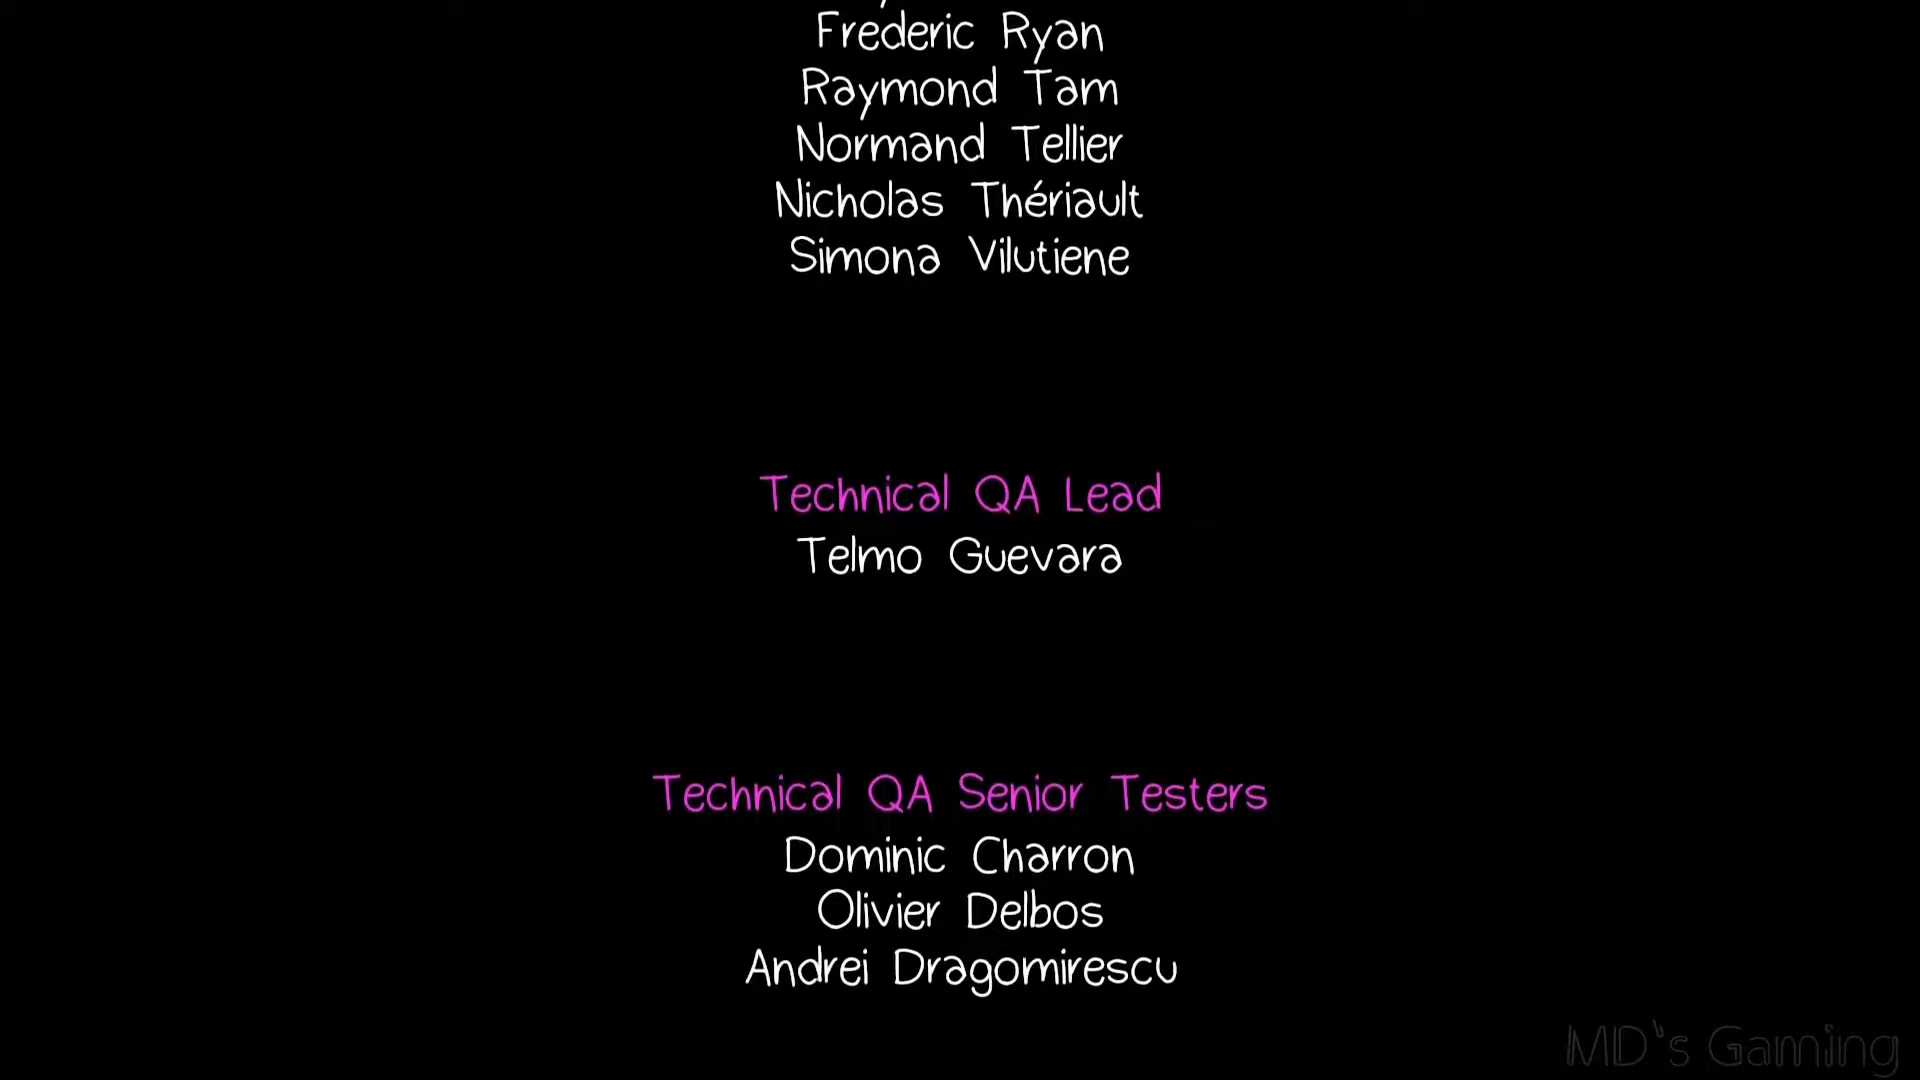 Frederic Ryan
Raymond Tam
Normand Tellier
Nicholas Thériault
Simona Vilutiene
Technical QA Lead
Telmo Guevara
Technical QA Senior Testers
Dominic Charron
Olivier Delbos
Andrei Dragomirescu
MD's Gaming